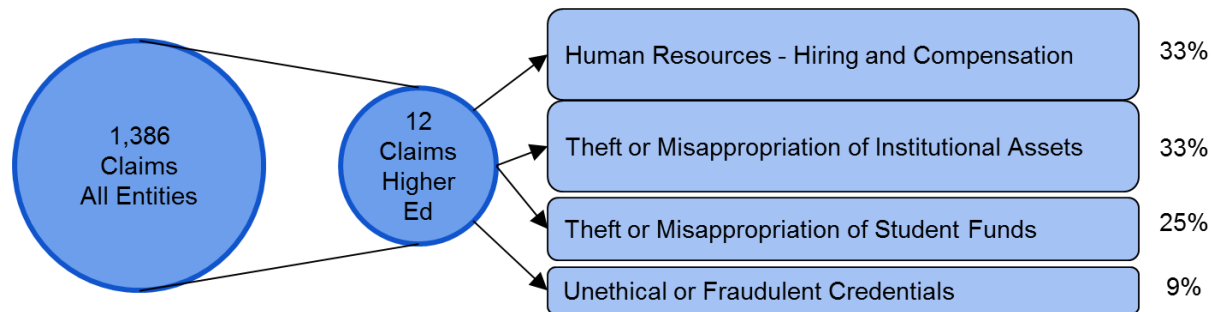 1,386
Claims
All Entities
12
Claims
Higher
Ed
Human Resources - Hiring and Compensation 33%
Theft or Misappropriation of Institutional Assets 33%
Theft or Misappropriation of Student Funds 25%
Unethical or Fraudulent Credentials 9%